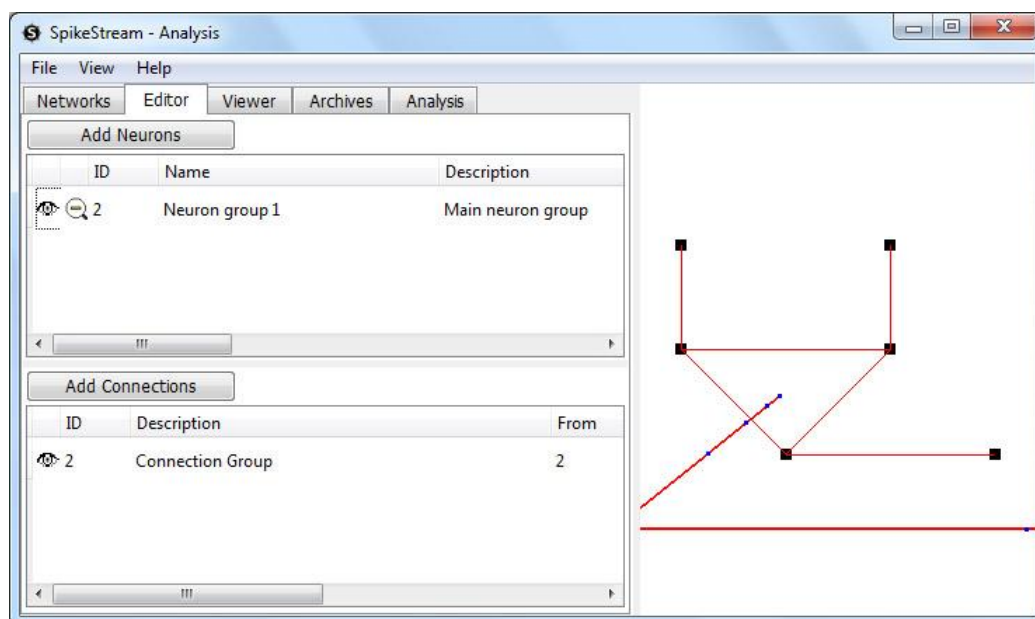 SpikeStream - Analysis
File View Help
Networks Editor Viewer Archives Analysis
Add Neurons
ID Name Description
2 Neuron group 1 Main neuron group
Add Connections
ID Description From
2 Connection Group 2